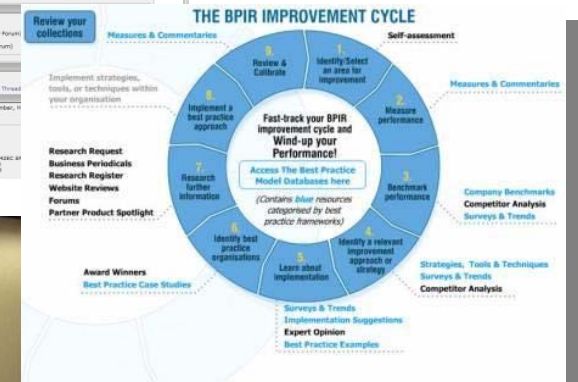 THE BPIR IMPROVEMENT CYCLE
Review your
collections
Measures & Commentaries
Self-assessment
Forum)
rum)
Thread
1.
Identify/Select
an area for
improvement
2.
Measure
performance
Measures & Commentaries
3.
Benchmark
performance
Company Benchmarks
Competitor Analysis
Surveys & Trends
4.
Identify a relevant
improvement
approach or
strategy
Strategies, Tools & Techniques
Surveys & Trends
Competitor Analysis
5.
Learn about
implementation
Surveys & Trends
Implementation Suggestions
Expert Opinion
Best Practice Examples
6.
Identify best
practice
organisations
Award Winners
Best Practice Case Studies
7.
Research
further
information
Research Request
Business Periodicals
Research Register
Website Reviews
Forums
Partner Product Spotlight
8.
Implement a
best practice
approach
Implement strategies,
tools, or techniques within
your organisation
9.
Review &
Calibrate
Fast-track your BPIR
improvement cycle and
Wind-up your
Performance!
Access The Best Practice
Model Databases here
(Contains blue resources
categorised by best
practice frameworks)